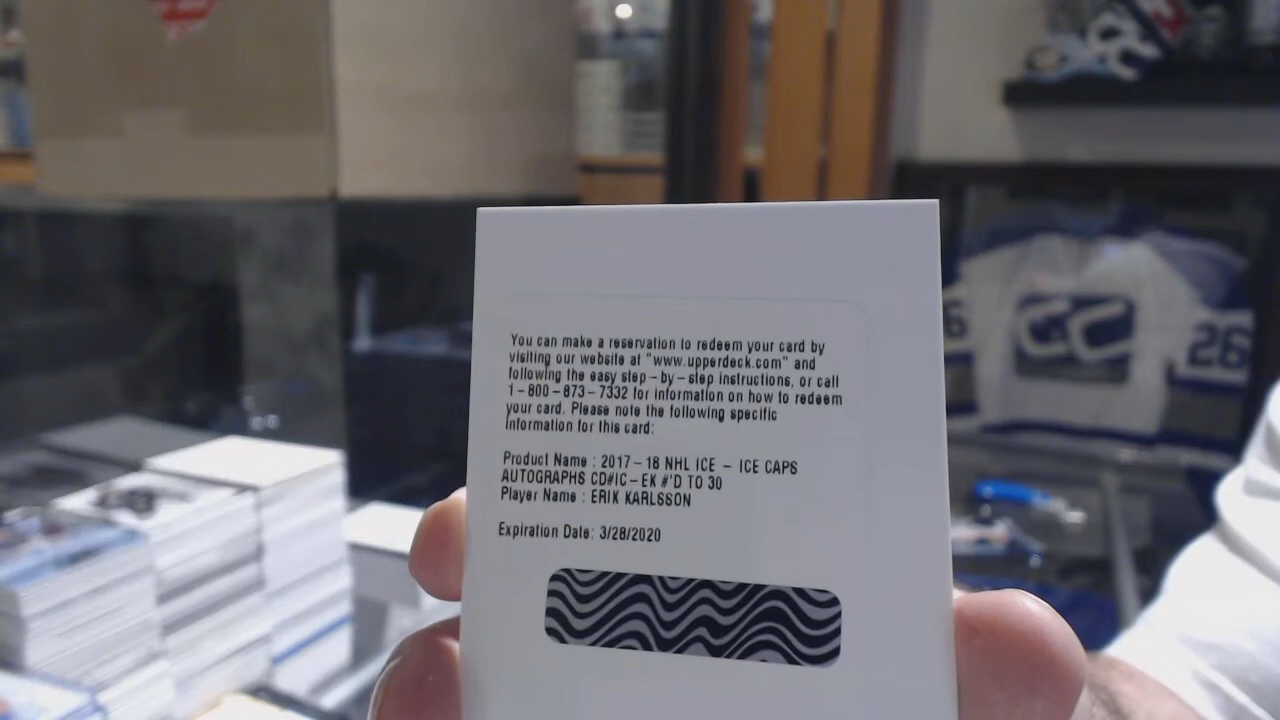 You can make a reservation to redeem your card by
visiting our website at "www.upperdeck.com" and
following the easy step-by-step instructions, or call
1-800-873-7332 for information on how to redeem
your card. Please note the following specific
information for this card:
Product Name : 2017-18 NHL ICE - ICE CAPS
AUTOGRAPHS CD#IC-EK #'D TO 30
Player Name : ERIK KARLSSON
Expiration Date: 3/28/2020
CC
26